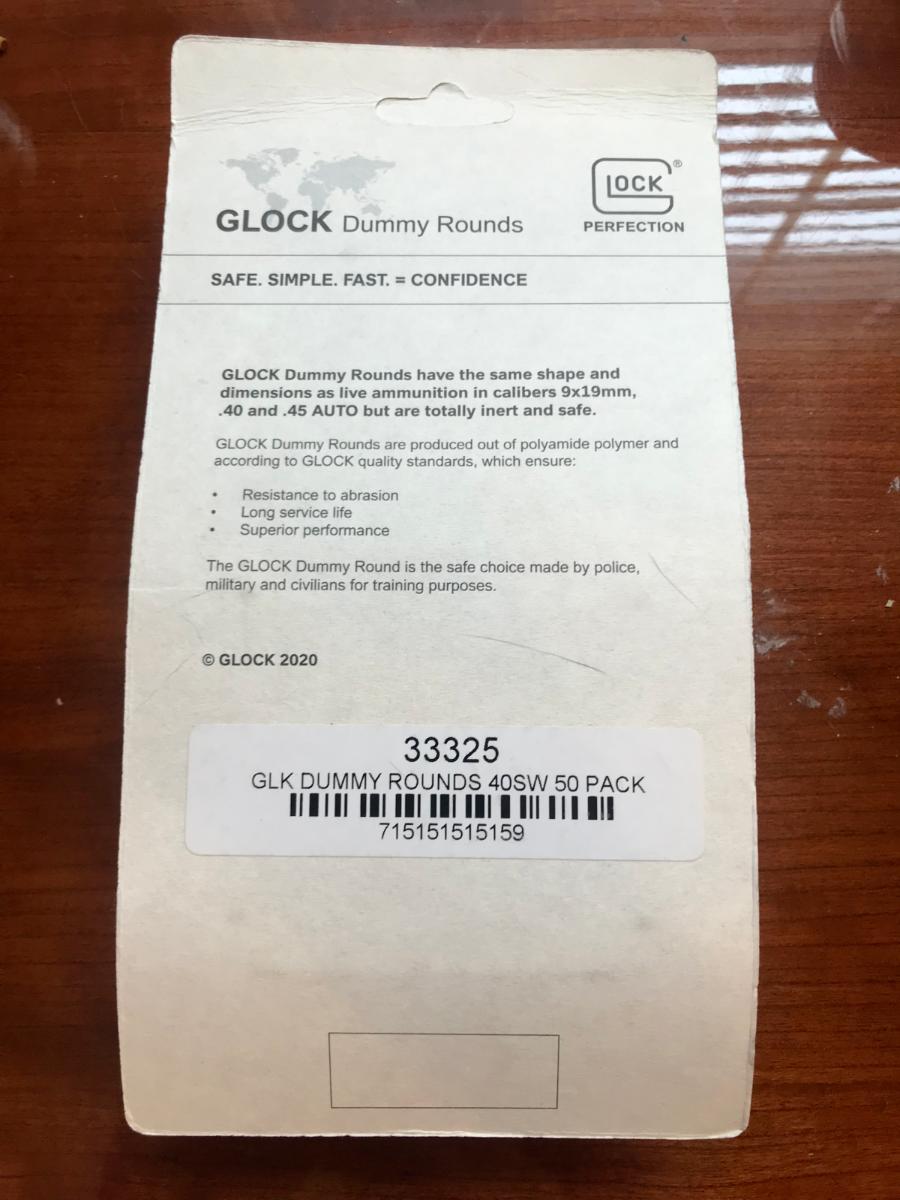 GLOCK Dummy Rounds
GLOCK®
PERFECTION
SAFE. SIMPLE. FAST. = CONFIDENCE
GLOCK Dummy Rounds have the same shape and
dimensions as live ammunition in calibers 9x19mm,
.40 and .45 AUTO but are totally inert and safe.
GLOCK Dummy Rounds are produced out of polyamide polymer and
according to GLOCK quality standards, which ensure:
• Resistance to abrasion
• Long service life
• Superior performance
The GLOCK Dummy Round is the safe choice made by police,
military and civilians for training purposes.
© GLOCK 2020
33325
GLK DUMMY ROUNDS 40SW 50 PACK
715151515159